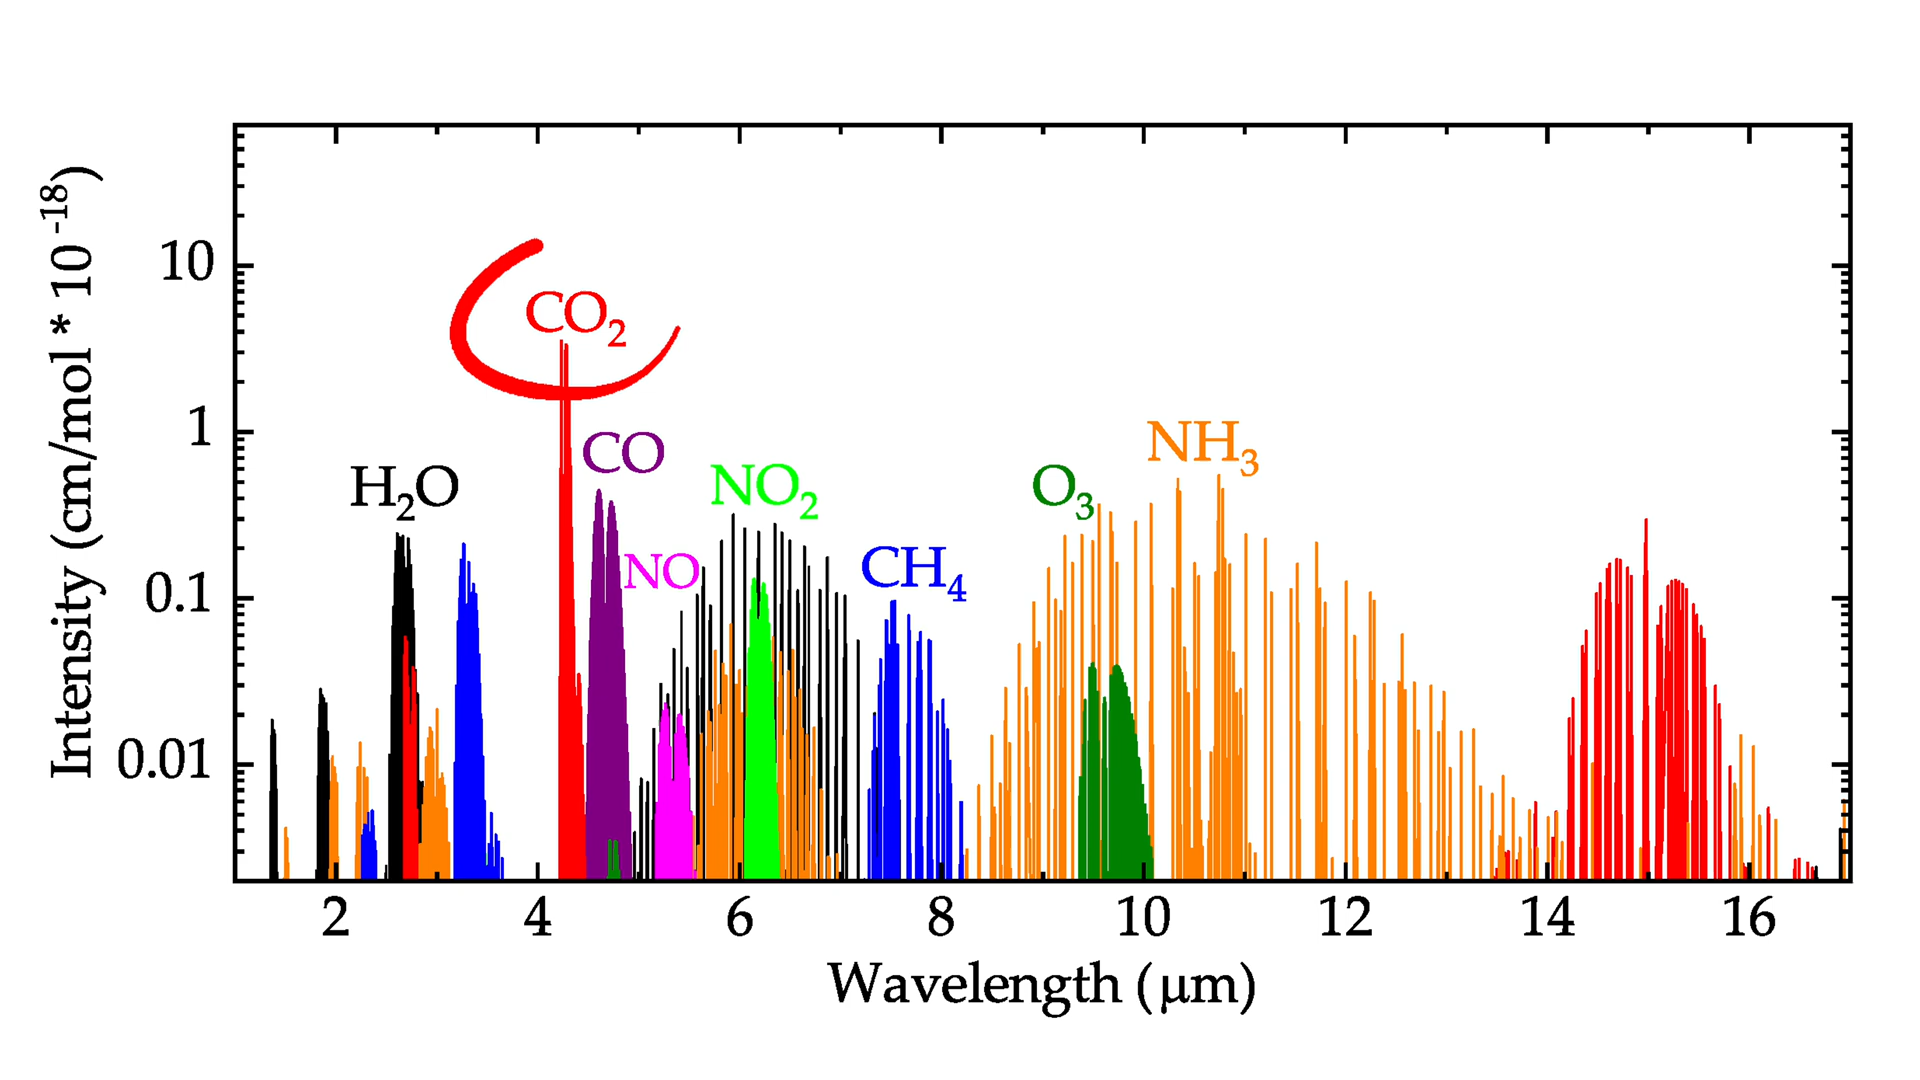 Intensity (cm/mol * 10⁻¹⁸)
10
1
0.1
0.01
CO₂
CO
H₂O
NO₂
NO
CH₄
O₃
NH₃
2 4 6 8 10 12 14 16
Wavelength (μm)